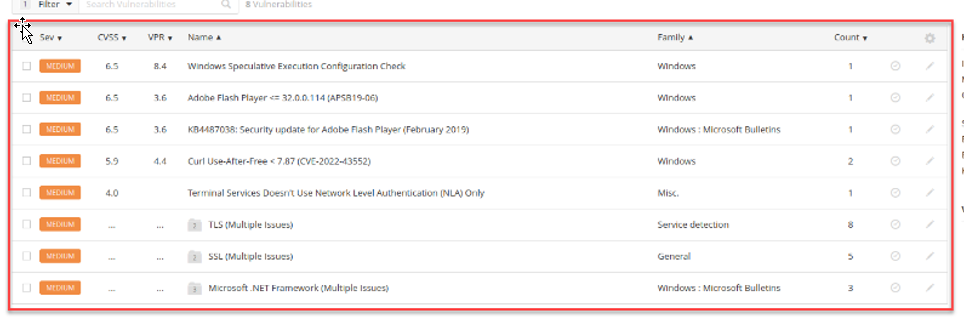 1 Filter ▼ Search Vulnerabilities 8 Vulnerabilities
Sev ▼ CVSS ▼ VPR ▼ Name ▲ Family ▲ Count ▼
MEDIUM 6.5 8.4 Windows Speculative Execution Configuration Check Windows 1
MEDIUM 6.5 3.6 Adobe Flash Player <= 32.0.0.114 (APSB19-06) Windows 1
MEDIUM 6.5 3.6 KB4487038: Security update for Adobe Flash Player (February 2019) Windows : Microsoft Bulletins 1
MEDIUM 5.9 4.4 Curl Use-After-Free < 7.87 (CVE-2022-43552) Windows 2
MEDIUM 4.0 Terminal Services Doesn't Use Network Level Authentication (NLA) Only Misc. 1
MEDIUM ... ... TLS (Multiple Issues) Service detection 8
MEDIUM ... ... SSL (Multiple Issues) General 5
MEDIUM ... ... Microsoft .NET Framework (Multiple Issues) Windows : Microsoft Bulletins 3